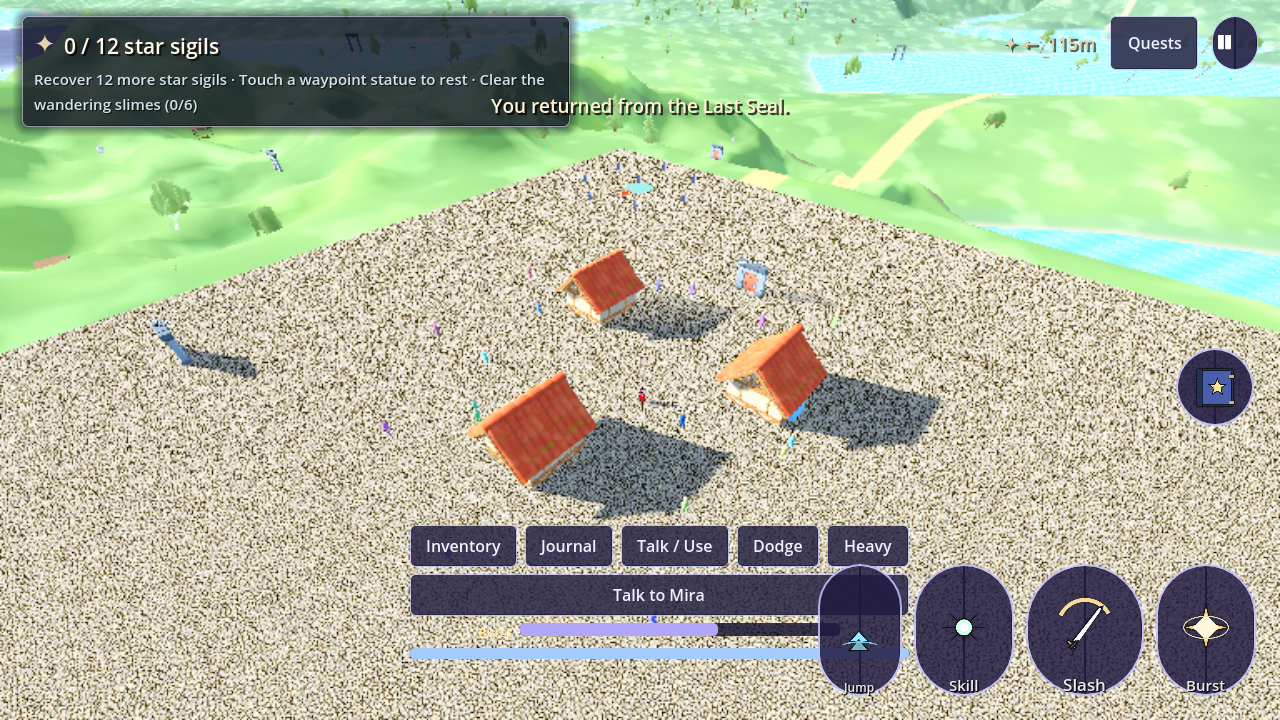 0 / 12 star sigils
Recover 12 more star sigils · Touch a waypoint statue to rest · Clear the
wandering slimes (0/6)
115m
Quests
You returned from the Last Seal.
Inventory
Journal
Talk / Use
Dodge
Heavy
Talk to Mira
Jump
Skill
Slash
Burst